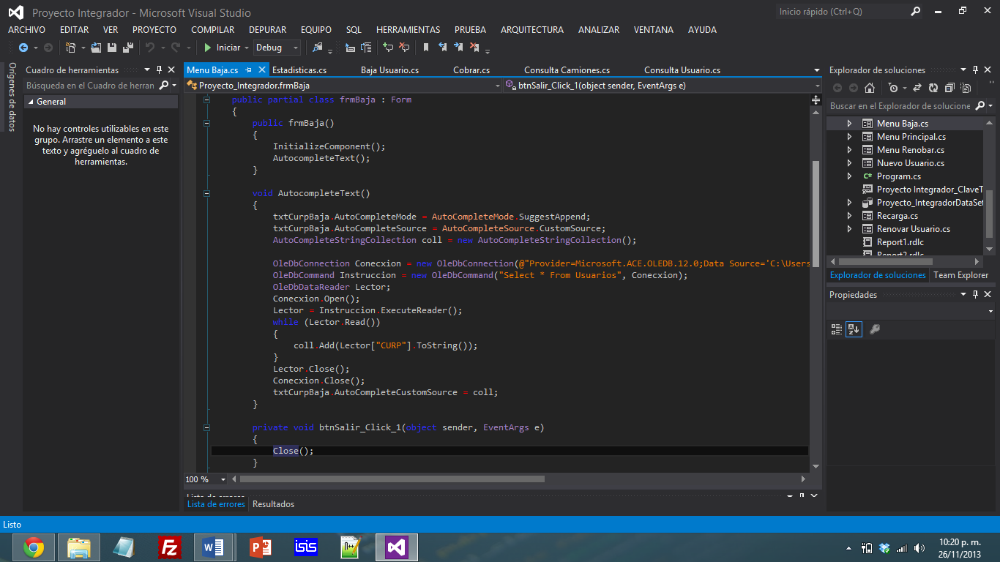 Proyecto Integrador - Microsoft Visual Studio
Inicio rápido (Ctrl+Q)
ARCHIVO EDITAR VER PROYECTO COMPILAR DEPURAR EQUIPO SQL HERRAMIENTAS PRUEBA ARQUITECTURA ANALIZAR VENTANA AYUDA
Iniciar Debug
Orígenes de datos
Cuadro de herramientas
Búsqueda en el Cuadro de herran
General
No hay controles utilizables en este
grupo. Arrastre un elemento a este
texto y agréguelo al cuadro de
herramientas.
Menu Baja.cs Estadisticas.cs Baja Usuario.cs Cobrar.cs Consulta Camiones.cs Consulta Usuario.cs
Proyecto_Integrador.frmBaja btnSalir_Click_1(object sender, EventArgs e)
public partial class frmBaja : Form
{
public frmBaja()
{
InitializeComponent();
AutocompleteText();
}
void AutocompleteText()
{
txtCurpBaja.AutoCompleteMode = AutoCompleteMode.SuggestAppend;
txtCurpBaja.AutoCompleteSource = AutoCompleteSource.CustomSource;
AutoCompleteStringCollection coll = new AutoCompleteStringCollection();
OleDbConnection Conecxion = new OleDbConnection(@"Provider=Microsoft.ACE.OLEDB.12.0;Data Source='C:\Users
OleDbCommand Instruccion = new OleDbCommand("Select * From Usuarios", Conecxion);
OleDbDataReader Lector;
Conecxion.Open();
Lector = Instruccion.ExecuteReader();
while (Lector.Read())
{
coll.Add(Lector["CURP"].ToString());
}
Lector.Close();
Conecxion.Close();
txtCurpBaja.AutoCompleteCustomSource = coll;
}
private void btnSalir_Click_1(object sender, EventArgs e)
{
Close();
}
100 %
Lista de errores
Lista de errores Resultados
Explorador de soluciones
Buscar en el Explorador de solucione
Menu Baja.cs
Menu Principal.cs
Menu Renobar.cs
Nuevo Usuario.cs
C# Program.cs
Proyecto Integrador_ClaveT
Proyecto_IntegradorDataSet
Recarga.cs
Renovar Usuario.cs
Report1.rdlc
Report2.rdlc
Explorador de soluciones Team Explorer
Propiedades
Listo
isis
10:20 p. m.
26/11/2013